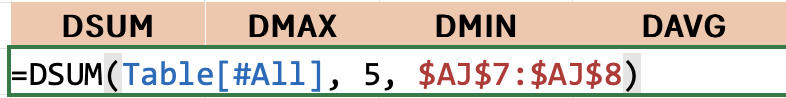 DSUM DMAX DMIN DAVG
=DSUM(Table[#All], 5, $AJ$7:$AJ$8)